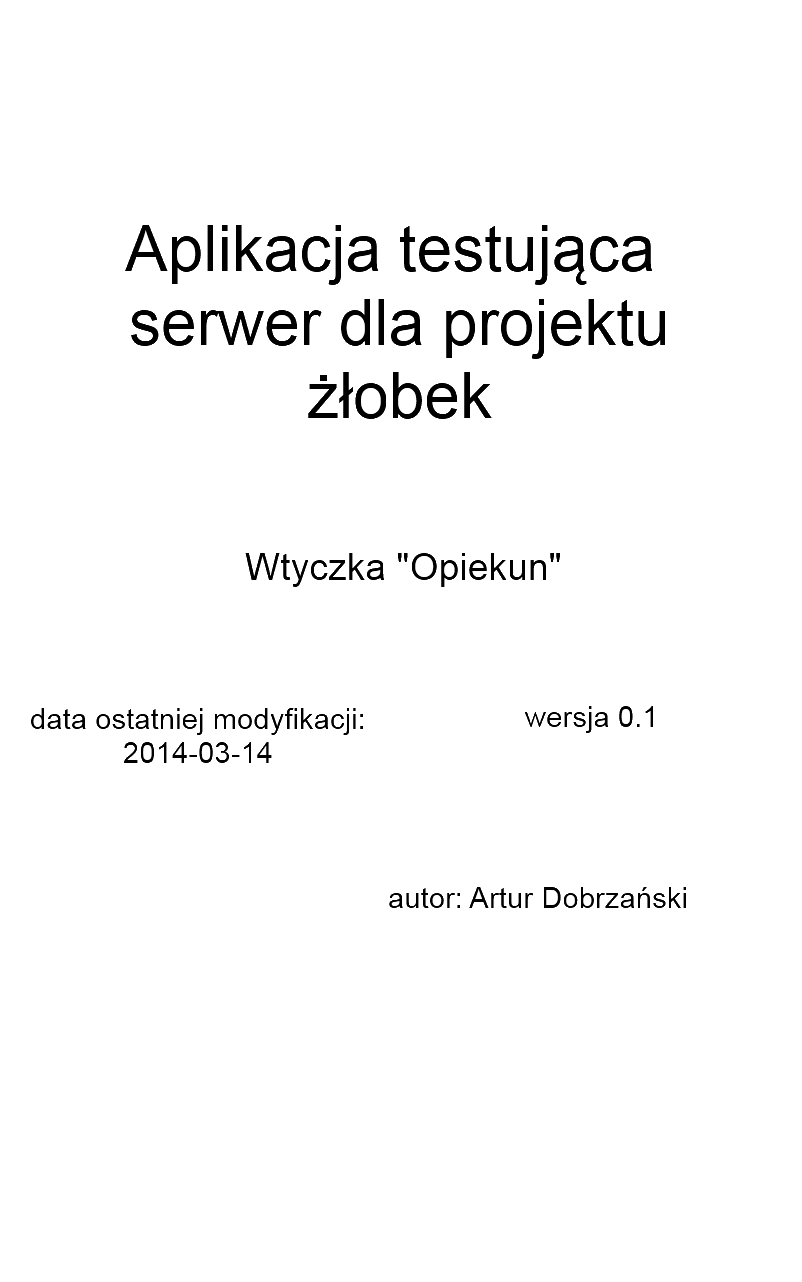 Aplikacja testująca
serwer dla projektu
żłobek
Wtyczka "Opiekun"
data ostatniej modyfikacji:
2014-03-14
wersja 0.1
autor: Artur Dobrzański